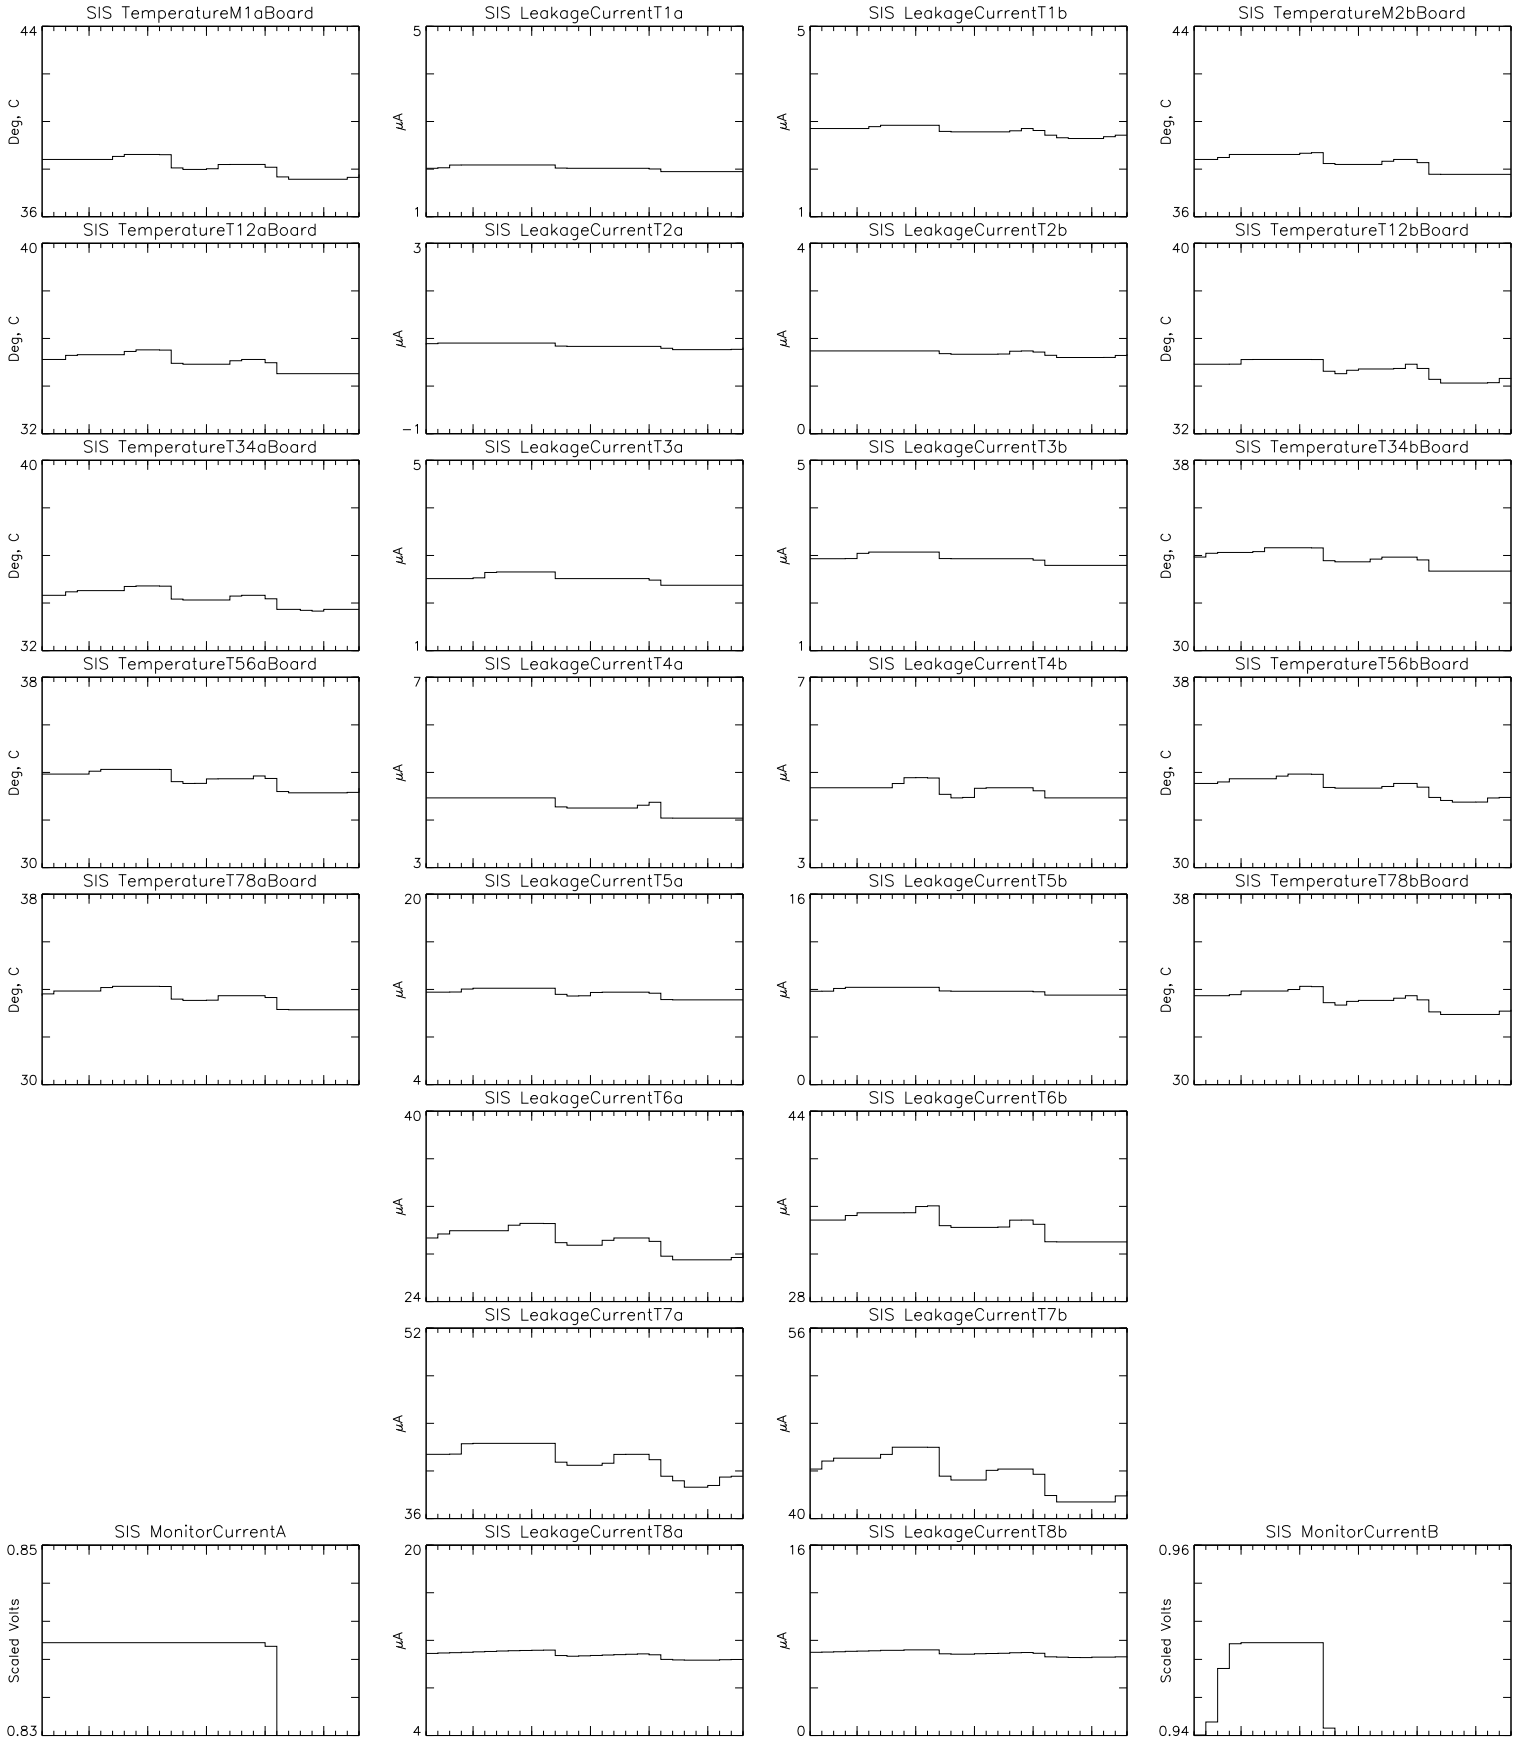 SIS TemperatureM1aBoard
44
Deg, C
36
SIS LeakageCurrentT1a
5
μA
1
SIS LeakageCurrentT1b
5
μA
1
SIS TemperatureM2bBoard
44
Deg, C
36
SIS TemperatureT12aBoard
40
Deg, C
32
SIS LeakageCurrentT2a
3
μA
-1
SIS LeakageCurrentT2b
4
μA
0
SIS TemperatureT12bBoard
40
Deg, C
32
SIS TemperatureT34aBoard
40
Deg, C
32
SIS LeakageCurrentT3a
5
μA
1
SIS LeakageCurrentT3b
5
μA
1
SIS TemperatureT34bBoard
38
Deg, C
30
SIS TemperatureT56aBoard
38
Deg, C
30
SIS LeakageCurrentT4a
7
μA
3
SIS LeakageCurrentT4b
7
μA
3
SIS TemperatureT56bBoard
38
Deg, C
30
SIS TemperatureT78aBoard
38
Deg, C
30
SIS LeakageCurrentT5a
20
μA
4
SIS LeakageCurrentT5b
16
μA
0
SIS TemperatureT78bBoard
38
Deg, C
30
SIS LeakageCurrentT6a
40
μA
24
SIS LeakageCurrentT6b
44
μA
28
SIS LeakageCurrentT7a
52
μA
36
SIS LeakageCurrentT7b
56
μA
40
SIS MonitorCurrentA
0.85
Scaled Volts
0.83
SIS LeakageCurrentT8a
20
μA
4
SIS LeakageCurrentT8b
16
μA
0
SIS MonitorCurrentB
0.96
Scaled Volts
0.94